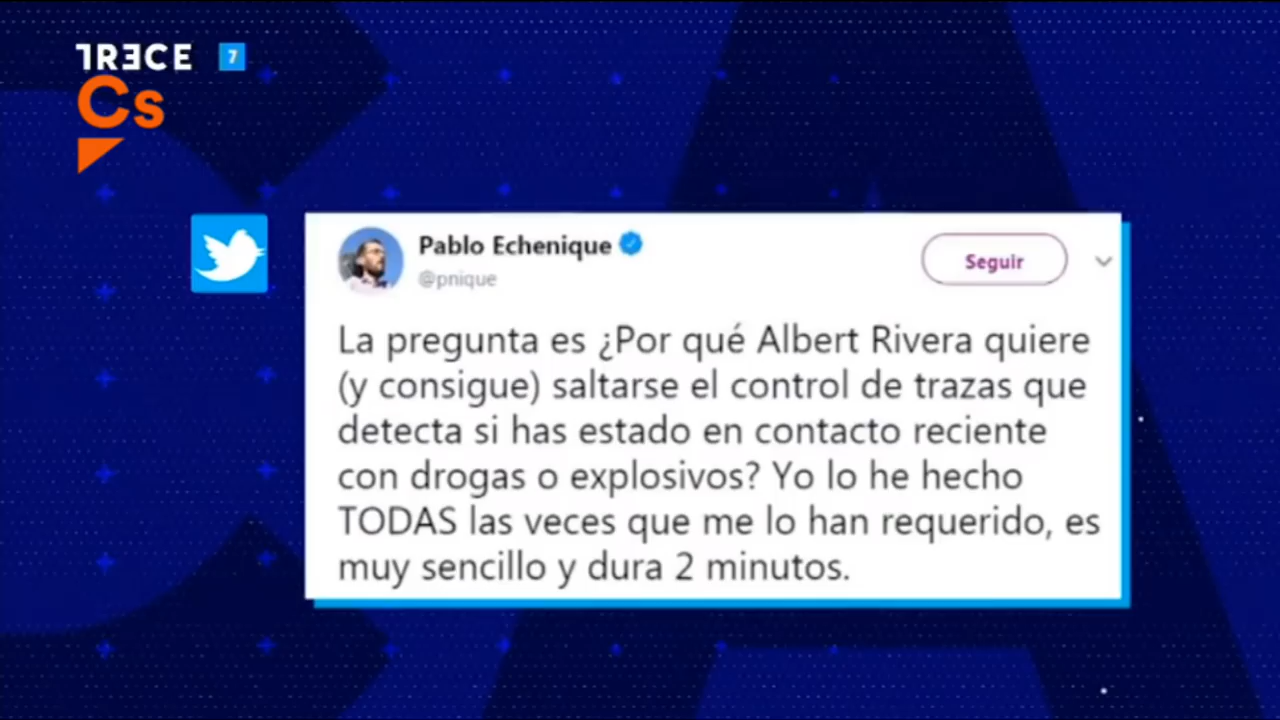 TRECE 7
Cs
Pablo Echenique
@pnique
Seguir
La pregunta es ¿Por qué Albert Rivera quiere
(y consigue) saltarse el control de trazas que
detecta si has estado en contacto reciente
con drogas o explosivos? Yo lo he hecho
TODAS las veces que me lo han requerido, es
muy sencillo y dura 2 minutos.